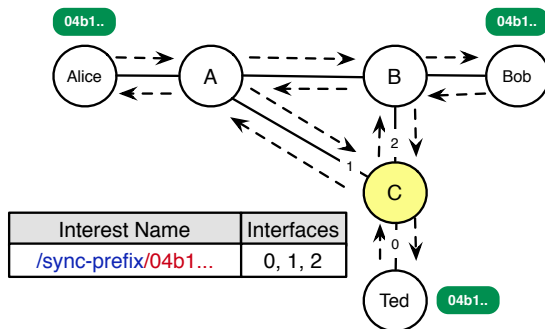 04b1.. 04b1..
Alice A B Bob
1 2
C
0
Interest Name Interfaces
/sync-prefix/04b1... 0, 1, 2
Ted 04b1..